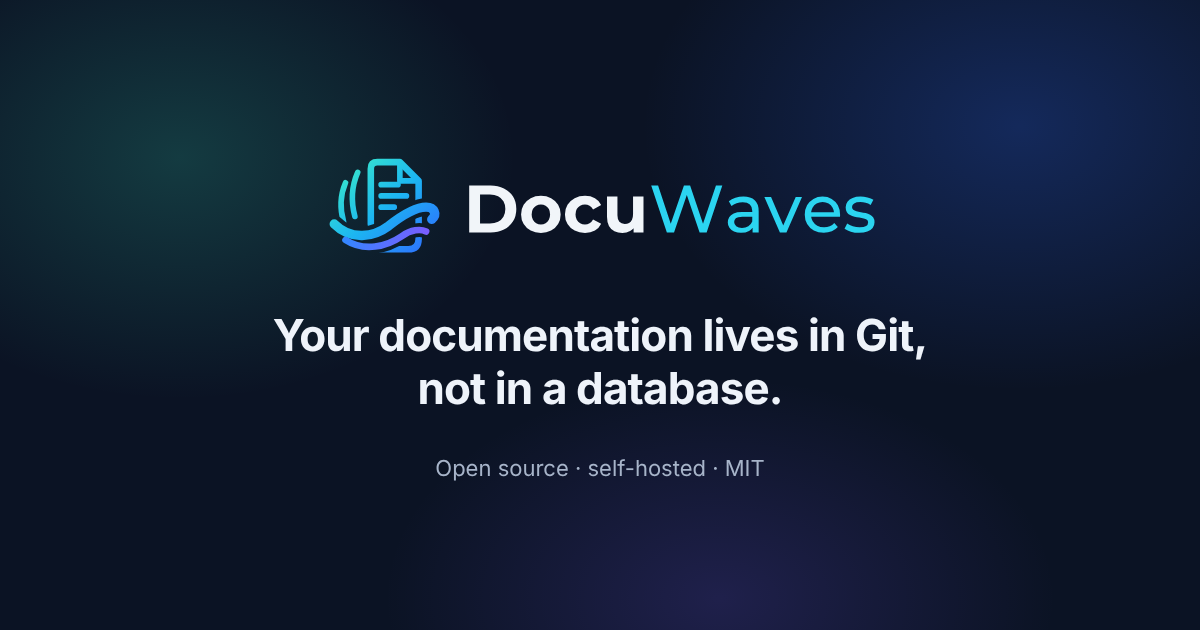 DocuWaves
Your documentation lives in Git,
not in a database.
Open source · self-hosted · MIT